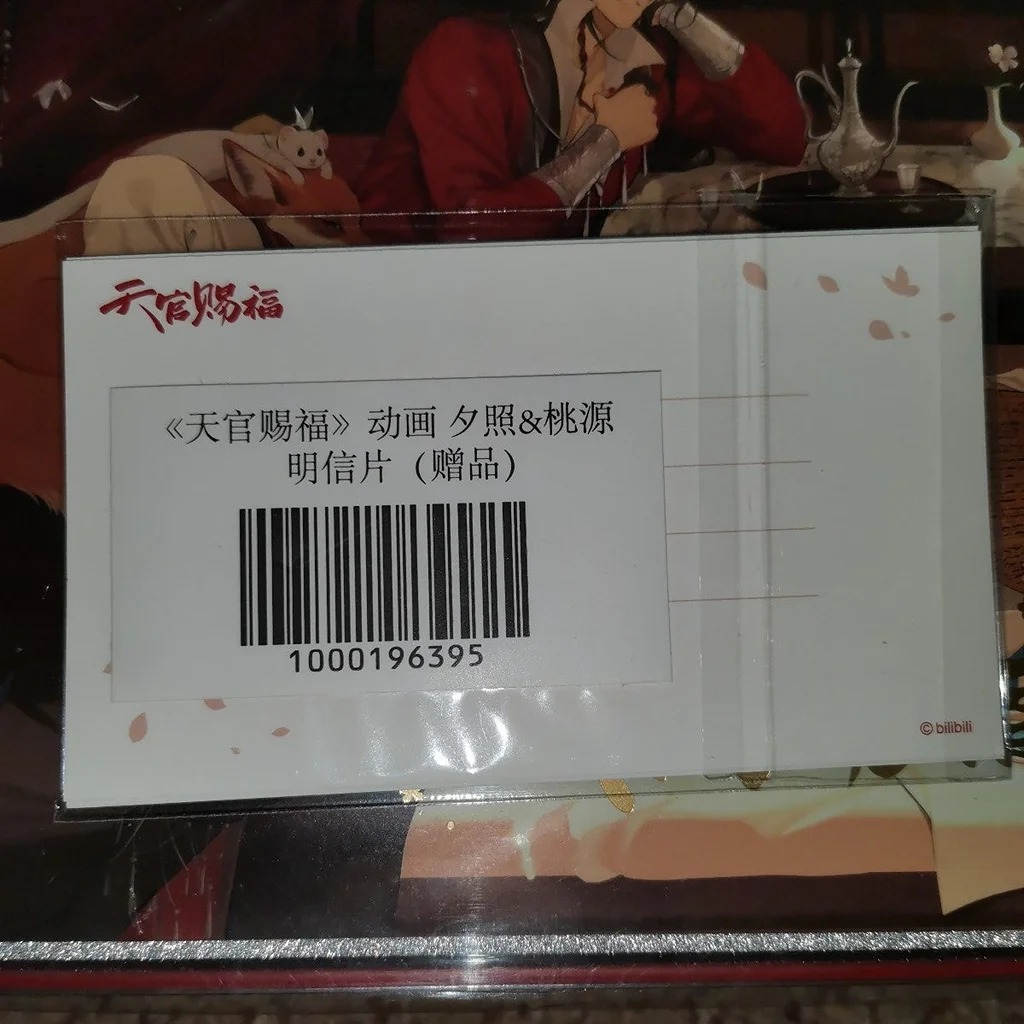 天官赐福
《天官赐福》动画 夕照&桃源
明信片（赠品）
1000196395
©bilibili